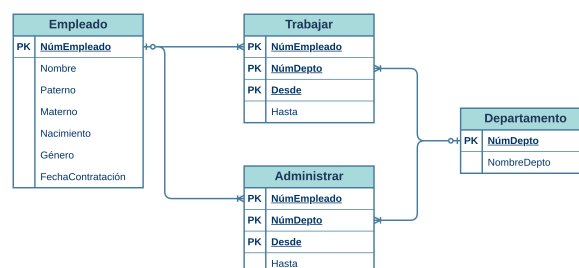 Empleado
PK NúmEmpleado
Nombre
Paterno
Materno
Nacimiento
Género
FechaContratación
Trabajar
PK NúmEmpleado
PK NúmDepto
PK Desde
Hasta
Administrar
PK NúmEmpleado
PK NúmDepto
PK Desde
Hasta
Departamento
PK NúmDepto
NombreDepto